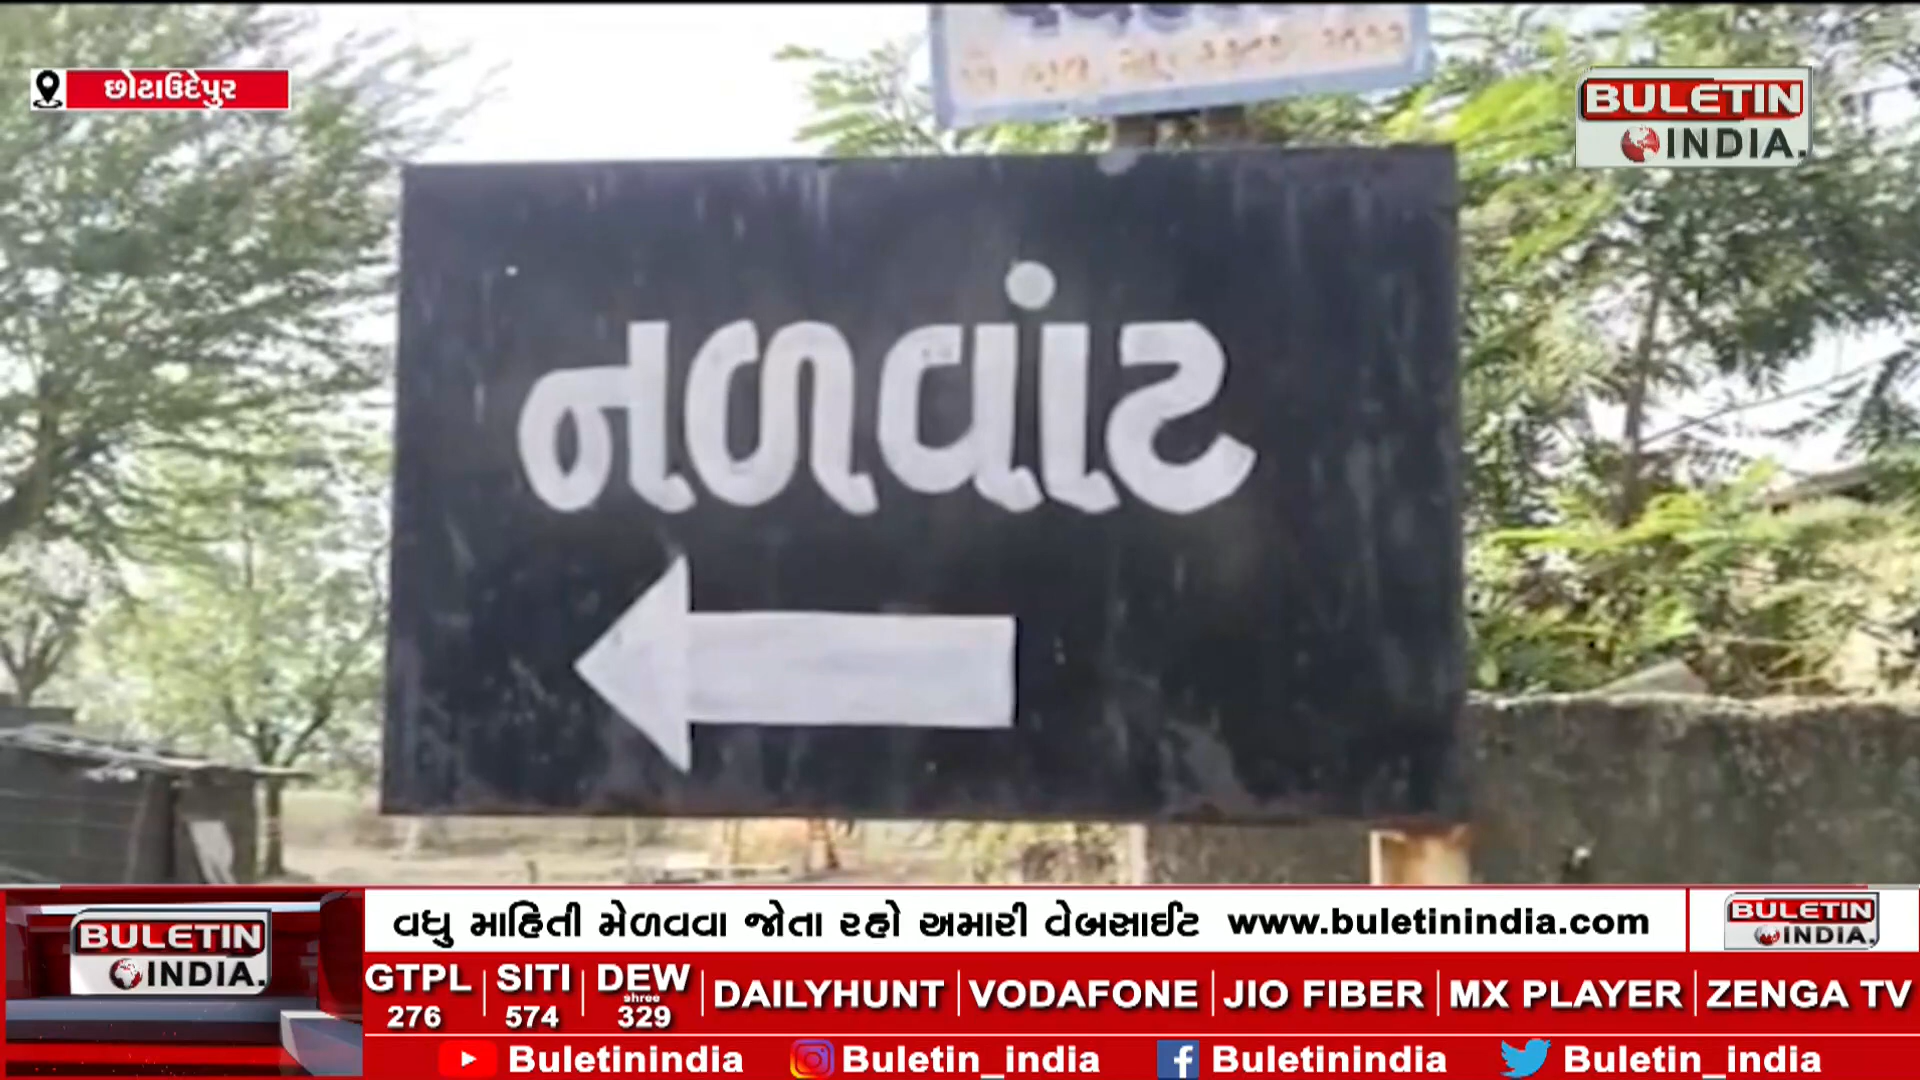 છોટાઉદેપુર
BULETIN
INDIA.
નળવાંટ
વધુ માહિતી મેળવવા જોતા રહો અમારી વેબસાઈટ www.buletinindia.com
BULETIN
INDIA.
BULETIN
INDIA.
GTPL 276 | SITI 574 | DEW shree 329 | DAILYHUNT | VODAFONE | JIO FIBER | MX PLAYER | ZENGA TV
Buletinindia Buletin_india Buletinindia Buletin_india